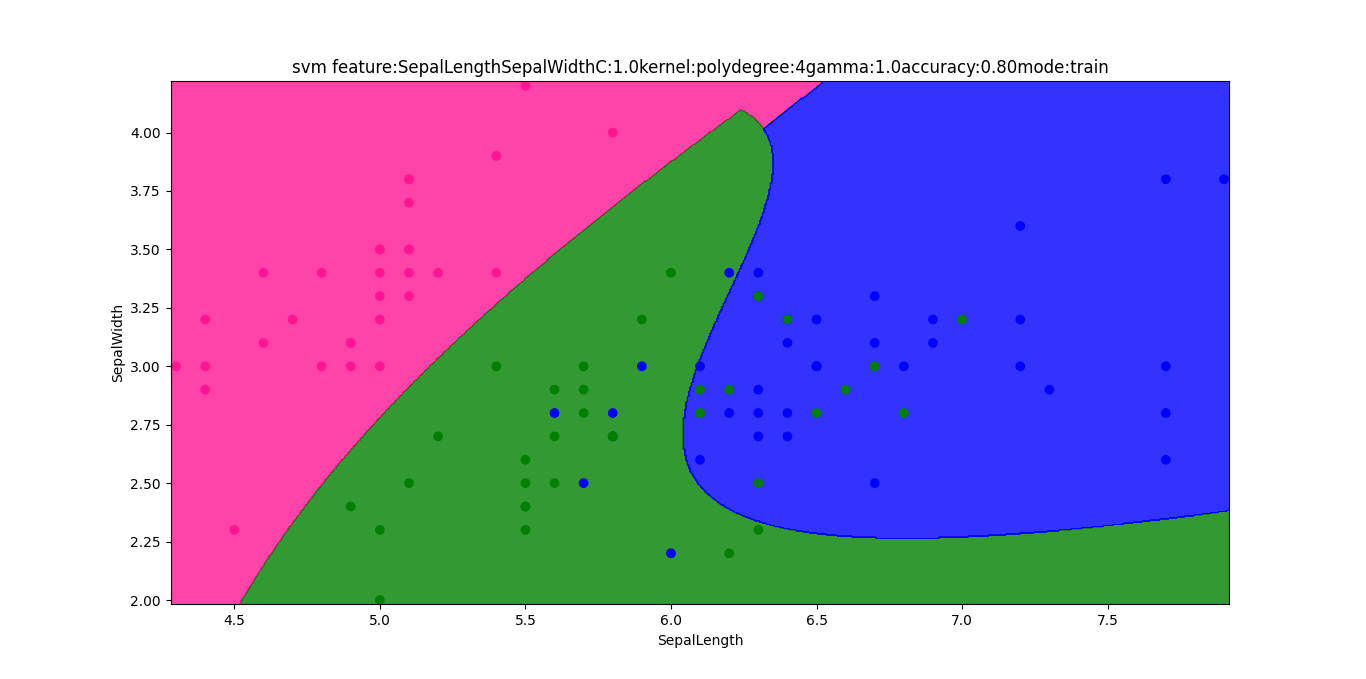 svm feature:SepalLengthSepalWidthC:1.0kernel:polydegree:4gamma:1.0accuracy:0.80mode:train
4.00
3.75
3.50
3.25
3.00
2.75
2.50
2.25
2.00
SepalWidth
4.5 5.0 5.5 6.0 6.5 7.0 7.5
SepalLength